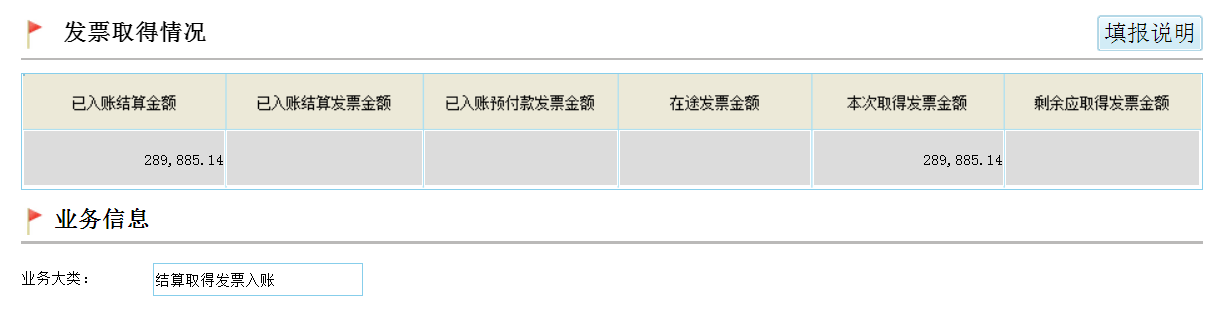 发票取得情况
填报说明
已入账结算金额 已入账结算发票金额 已入账预付款发票金额 在途发票金额 本次取得发票金额 剩余应取得发票金额
289,885.14 289,885.14
业务信息
业务大类： 结算取得发票入账